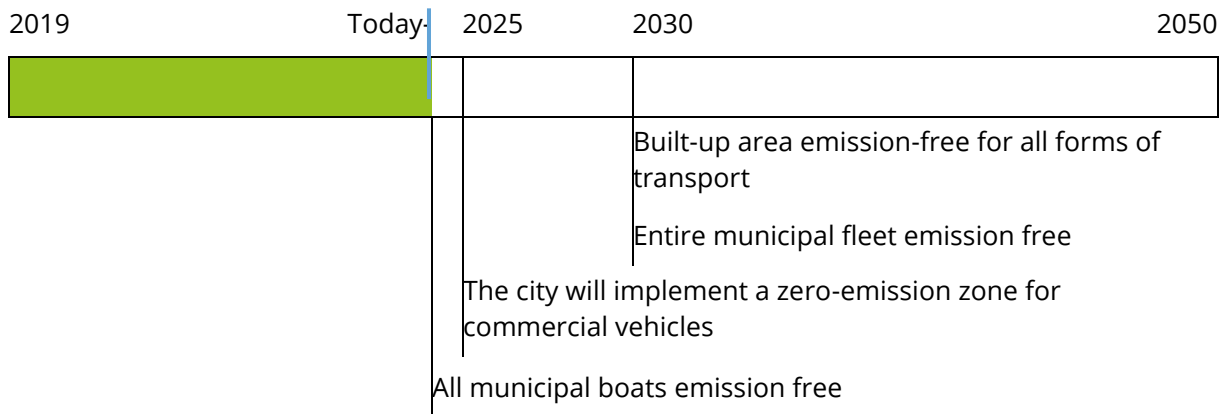 2019 Today 2025 2030 2050
Built-up area emission-free for all forms of
transport
Entire municipal fleet emission free
The city will implement a zero-emission zone for
commercial vehicles
All municipal boats emission free